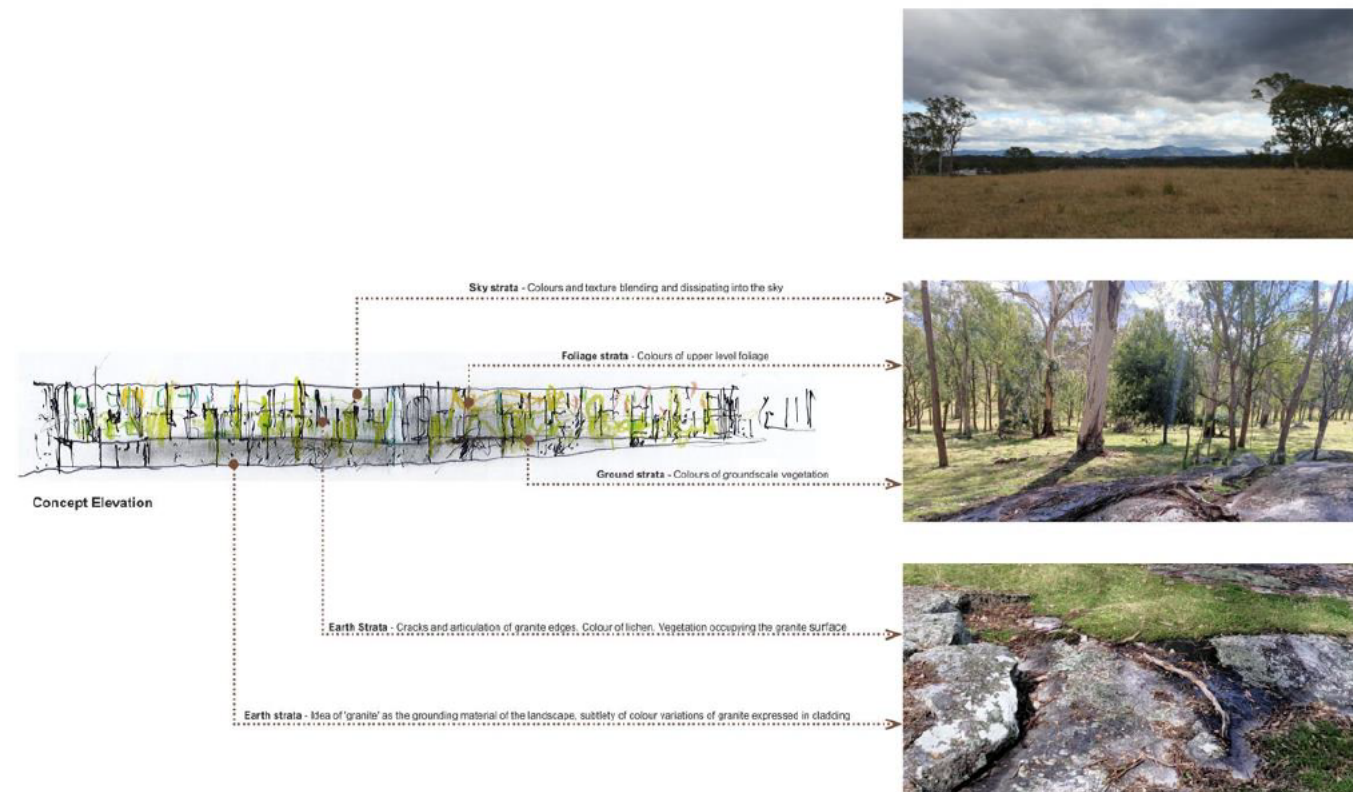 Sky strata - Colours and texture blending and dissipating into the sky
Foliage strata - Colours of upper level foliage
Ground strata - Colours of groundscale vegetation
Concept Elevation
Earth Strata - Cracks and articulation of granite edges. Colour of lichen. Vegetation occupying the granite surface
Earth strata - Idea of 'granite' as the grounding material of the landscape, subtlety of colour variations of granite expressed in cladding